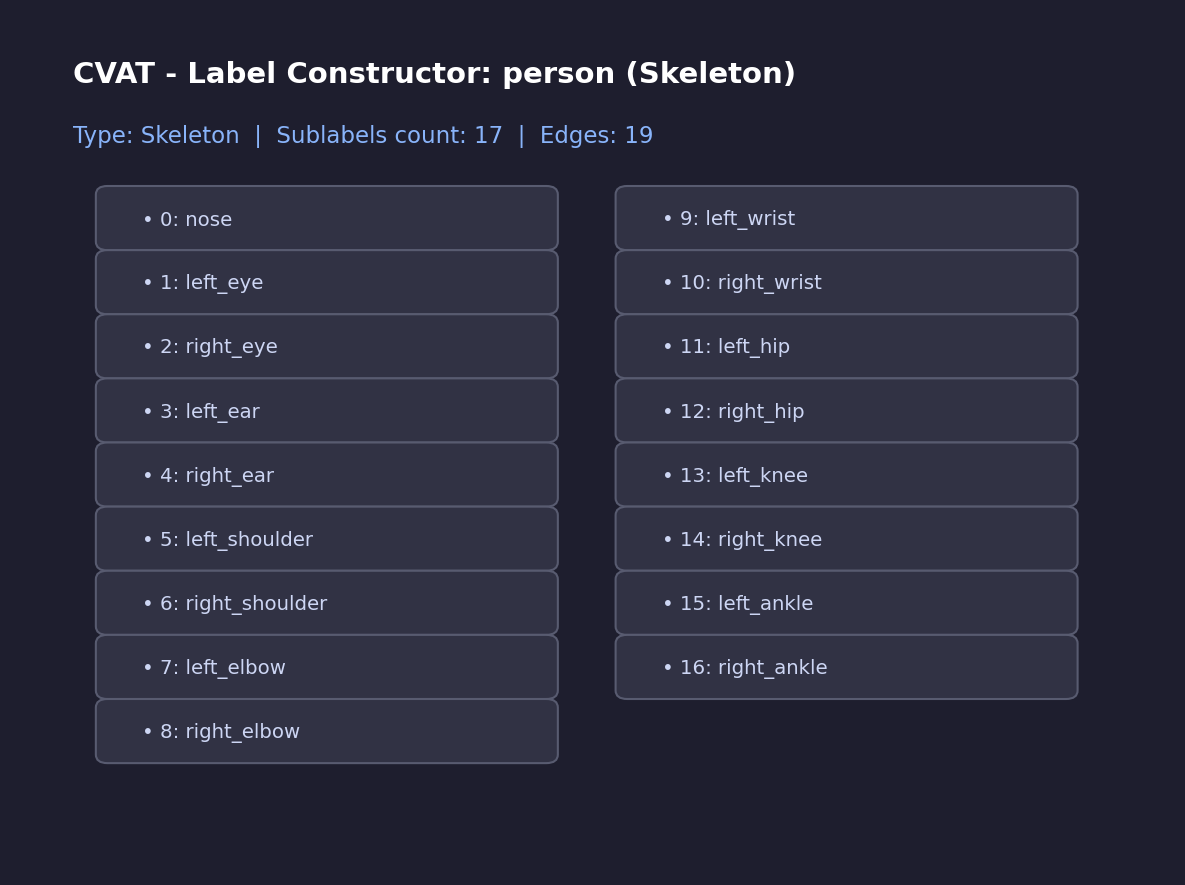 CVAT - Label Constructor: person (Skeleton)
Type: Skeleton | Sublabels count: 17 | Edges: 19
• 0: nose
• 1: left_eye
• 2: right_eye
• 3: left_ear
• 4: right_ear
• 5: left_shoulder
• 6: right_shoulder
• 7: left_elbow
• 8: right_elbow
• 9: left_wrist
• 10: right_wrist
• 11: left_hip
• 12: right_hip
• 13: left_knee
• 14: right_knee
• 15: left_ankle
• 16: right_ankle